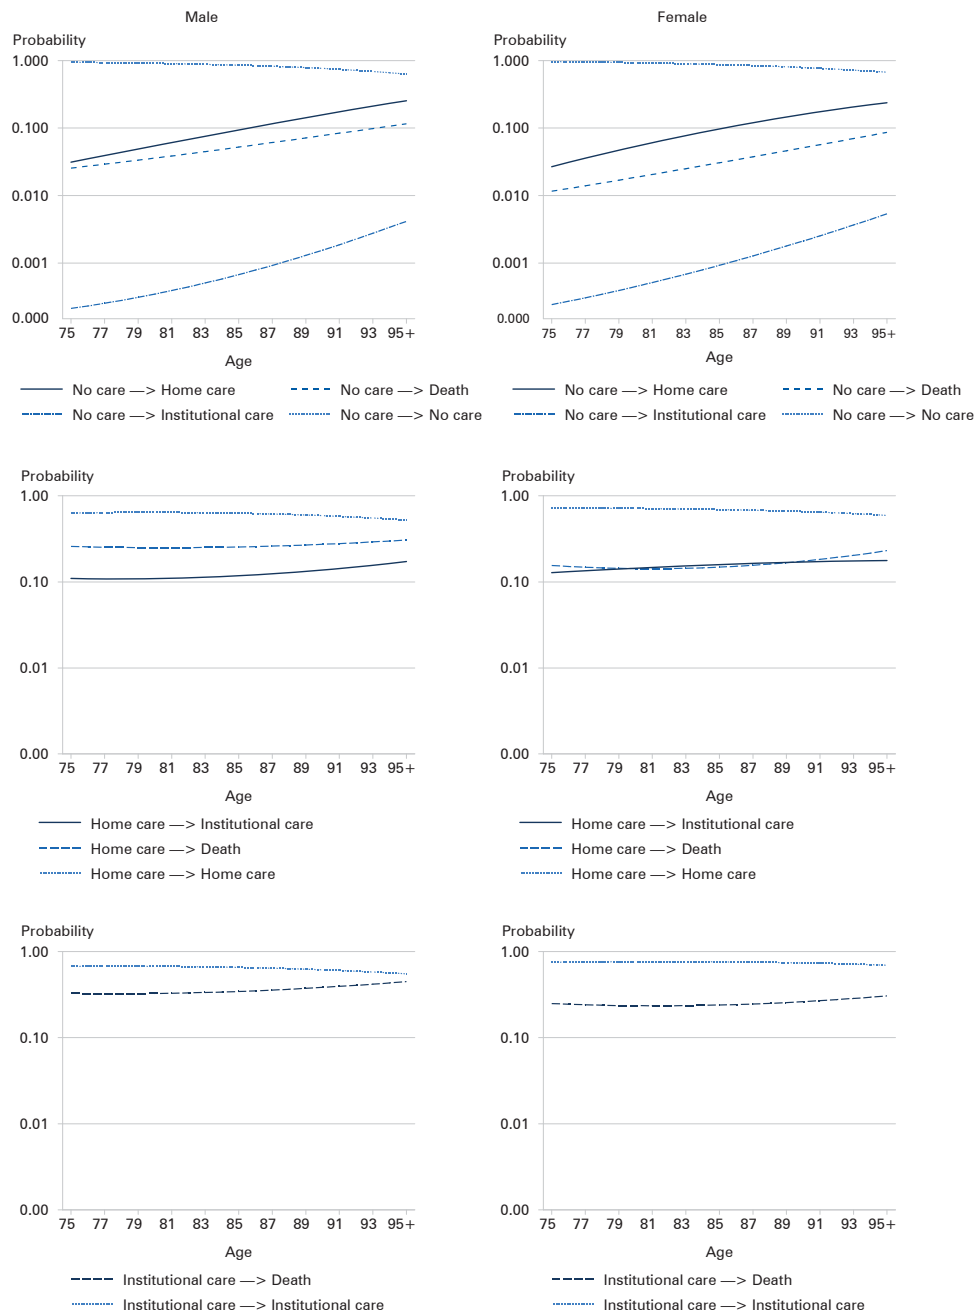 Male
Probability
1.000
0.100
0.010
0.001
0.000
75 77 79 81 83 85 87 89 91 93 95+
Age
No care —> Home care
No care —> Death
No care —> Institutional care
No care —> No care
Female
Probability
1.000
0.100
0.010
0.001
0.000
75 77 79 81 83 85 87 89 91 93 95+
Age
No care —> Home care
No care —> Death
No care —> Institutional care
No care —> No care
Probability
1.00
0.10
0.01
0.00
75 77 79 81 83 85 87 89 91 93 95+
Age
Home care —> Institutional care
Home care —> Death
Home care —> Home care
Probability
1.00
0.10
0.01
0.00
75 77 79 81 83 85 87 89 91 93 95+
Age
Home care —> Institutional care
Home care —> Death
Home care —> Home care
Probability
1.00
0.10
0.01
0.00
75 77 79 81 83 85 87 89 91 93 95+
Age
Institutional care —> Death
Institutional care —> Institutional care
Probability
1.00
0.10
0.01
0.00
75 77 79 81 83 85 87 89 91 93 95+
Age
Institutional care —> Death
Institutional care —> Institutional care